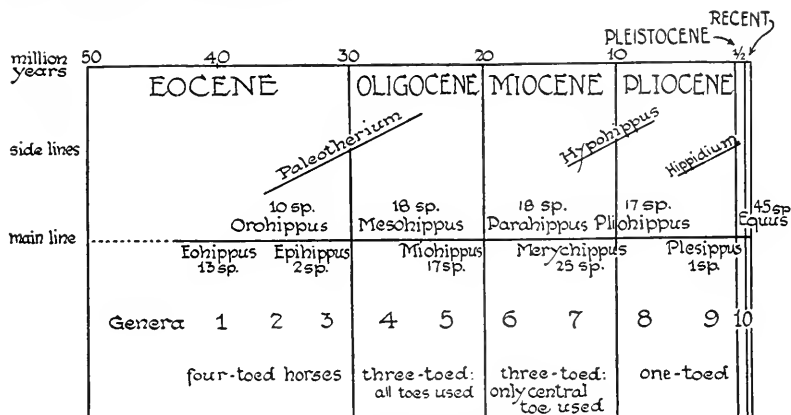 RECENT
PLEISTOCENE
million years
50 40 30 20 10 ½
EOCENE OLIGOCENE MIOCENE PLIOCENE
side lines
Paleotherium
Hypohippus
Hippidium
10 sp. 18 sp. 18 sp. 17 sp. 45 sp
Orohippus Mesohippus Parahippus Pliohippus Equus
main line
Eohippus Epihippus Miohippus Merychippus Plesippus
13 sp. 2 sp. 17 sp. 25 sp. 1 sp.
Genera 1 2 3 4 5 6 7 8 9 10
four-toed horses three-toed: three-toed: one-toed
all toes used only central
toe used